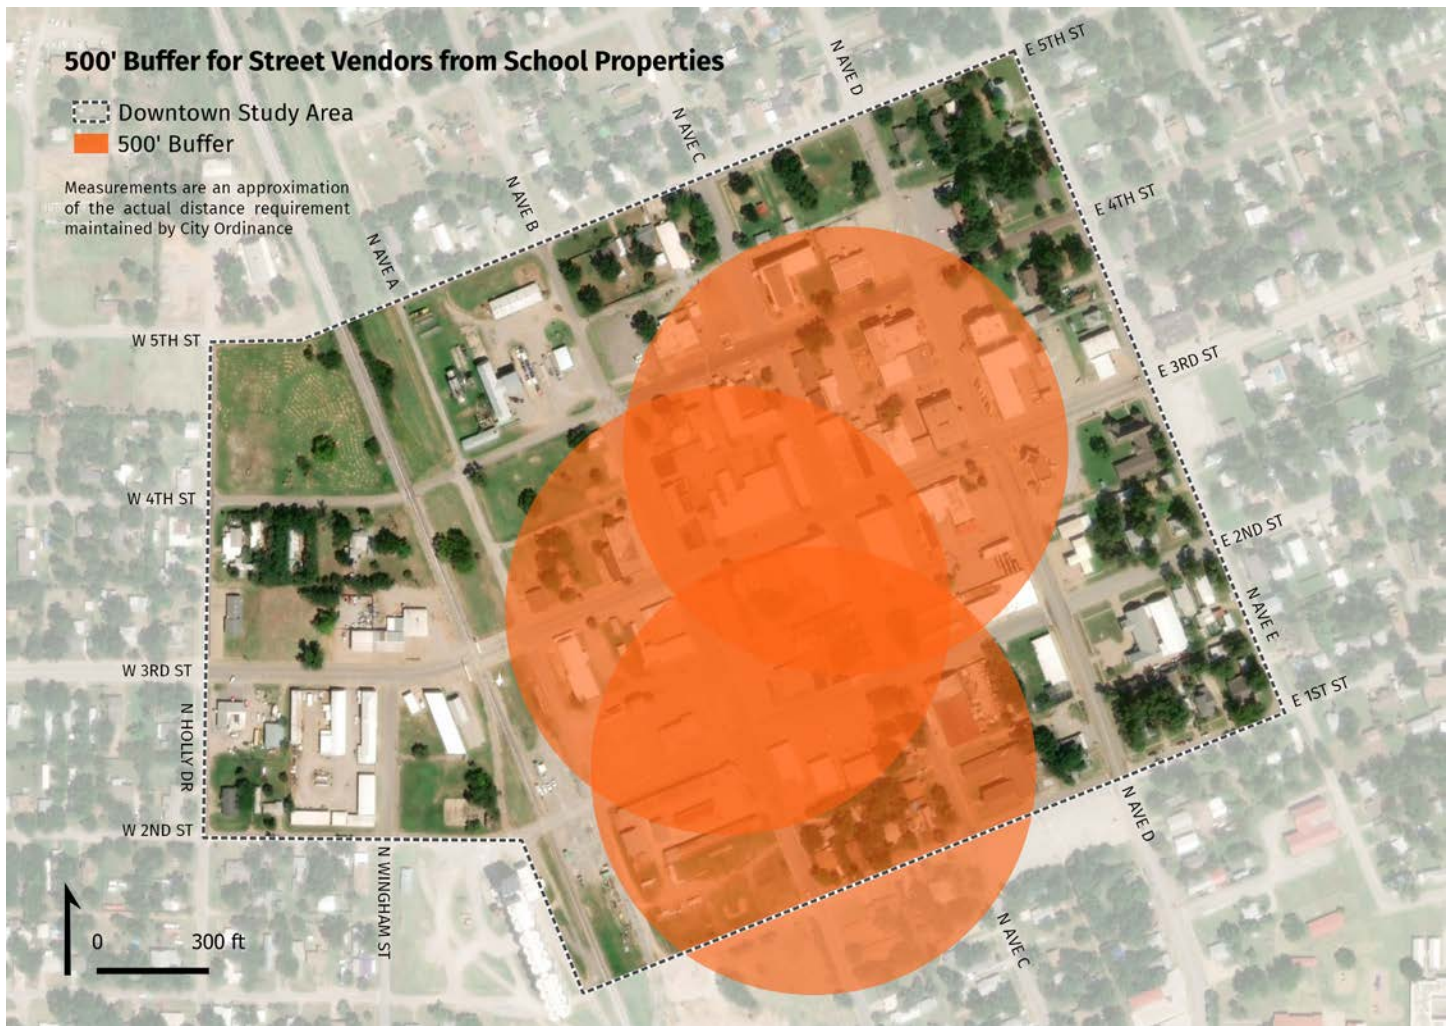 500' Buffer for Street Vendors from School Properties
Downtown Study Area
500' Buffer
Measurements are an approximation
of the actual distance requirement
maintained by City Ordinance
E 5TH ST
N AVE D
N AVE C
N AVE B
N AVE A
E 4TH ST
W 5TH ST
E 3RD ST
W 4TH ST
E 2ND ST
N AVE E
W 3RD ST
E 1ST ST
N HOLLY DR
W 2ND ST
N AVE D
N WINGHAM ST
N AVE C
0 300 ft